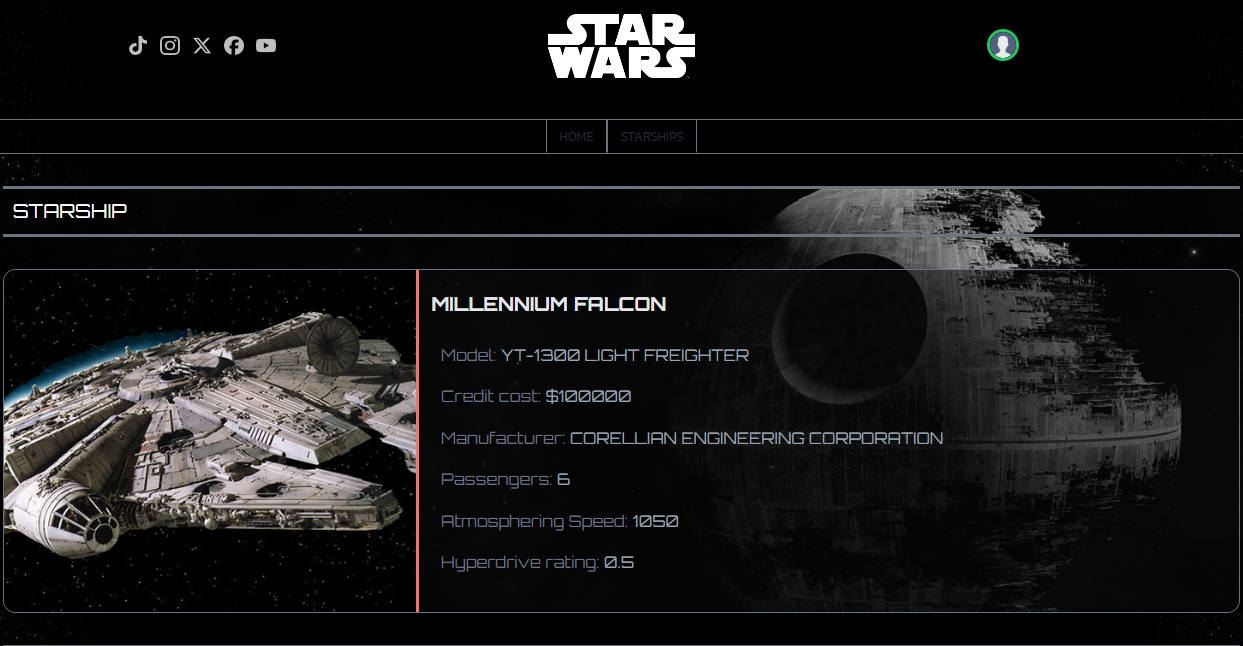 STAR
WARS
HOME
STARSHIPS
STARSHIP
MILLENNIUM FALCON
Model: YT-1300 LIGHT FREIGHTER
Credit cost: $100000
Manufacturer: CORELLIAN ENGINEERING CORPORATION
Passengers: 6
Atmosphering Speed: 1050
Hyperdrive rating: 0.5